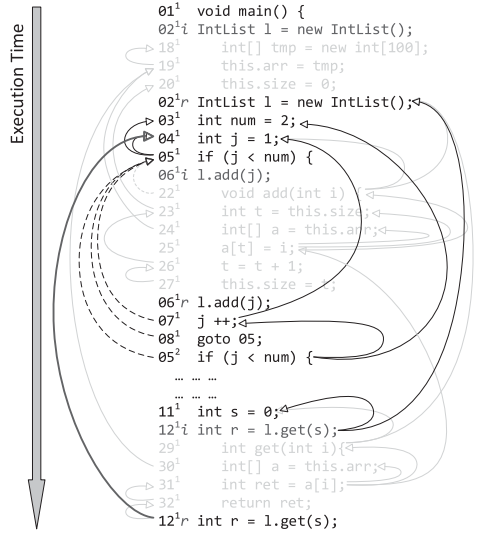 Execution Time
01¹ void main() {
02¹i IntList l = new IntList();
18¹ int[] tmp = new int[100];
19¹ this.arr = tmp;
20¹ this.size = 0;
02¹r IntList l = new IntList();
03¹ int num = 2;
04¹ int j = 1;
05¹ if (j < num) {
06¹i l.add(j);
22¹ void add(int i) {
23¹ int t = this.size;
24¹ int[] a = this.arr;
25¹ a[t] = i;
26¹ t = t + 1;
27¹ this.size = t;
06¹r l.add(j);
07¹ j ++;
08¹ goto 05;
05² if (j < num) {
… … …
… … …
11¹ int s = 0;
12¹i int r = l.get(s);
29¹ int get(int i){
30¹ int[] a = this.arr;
31¹ int ret = a[i];
32¹ return ret;
12¹r int r = l.get(s);